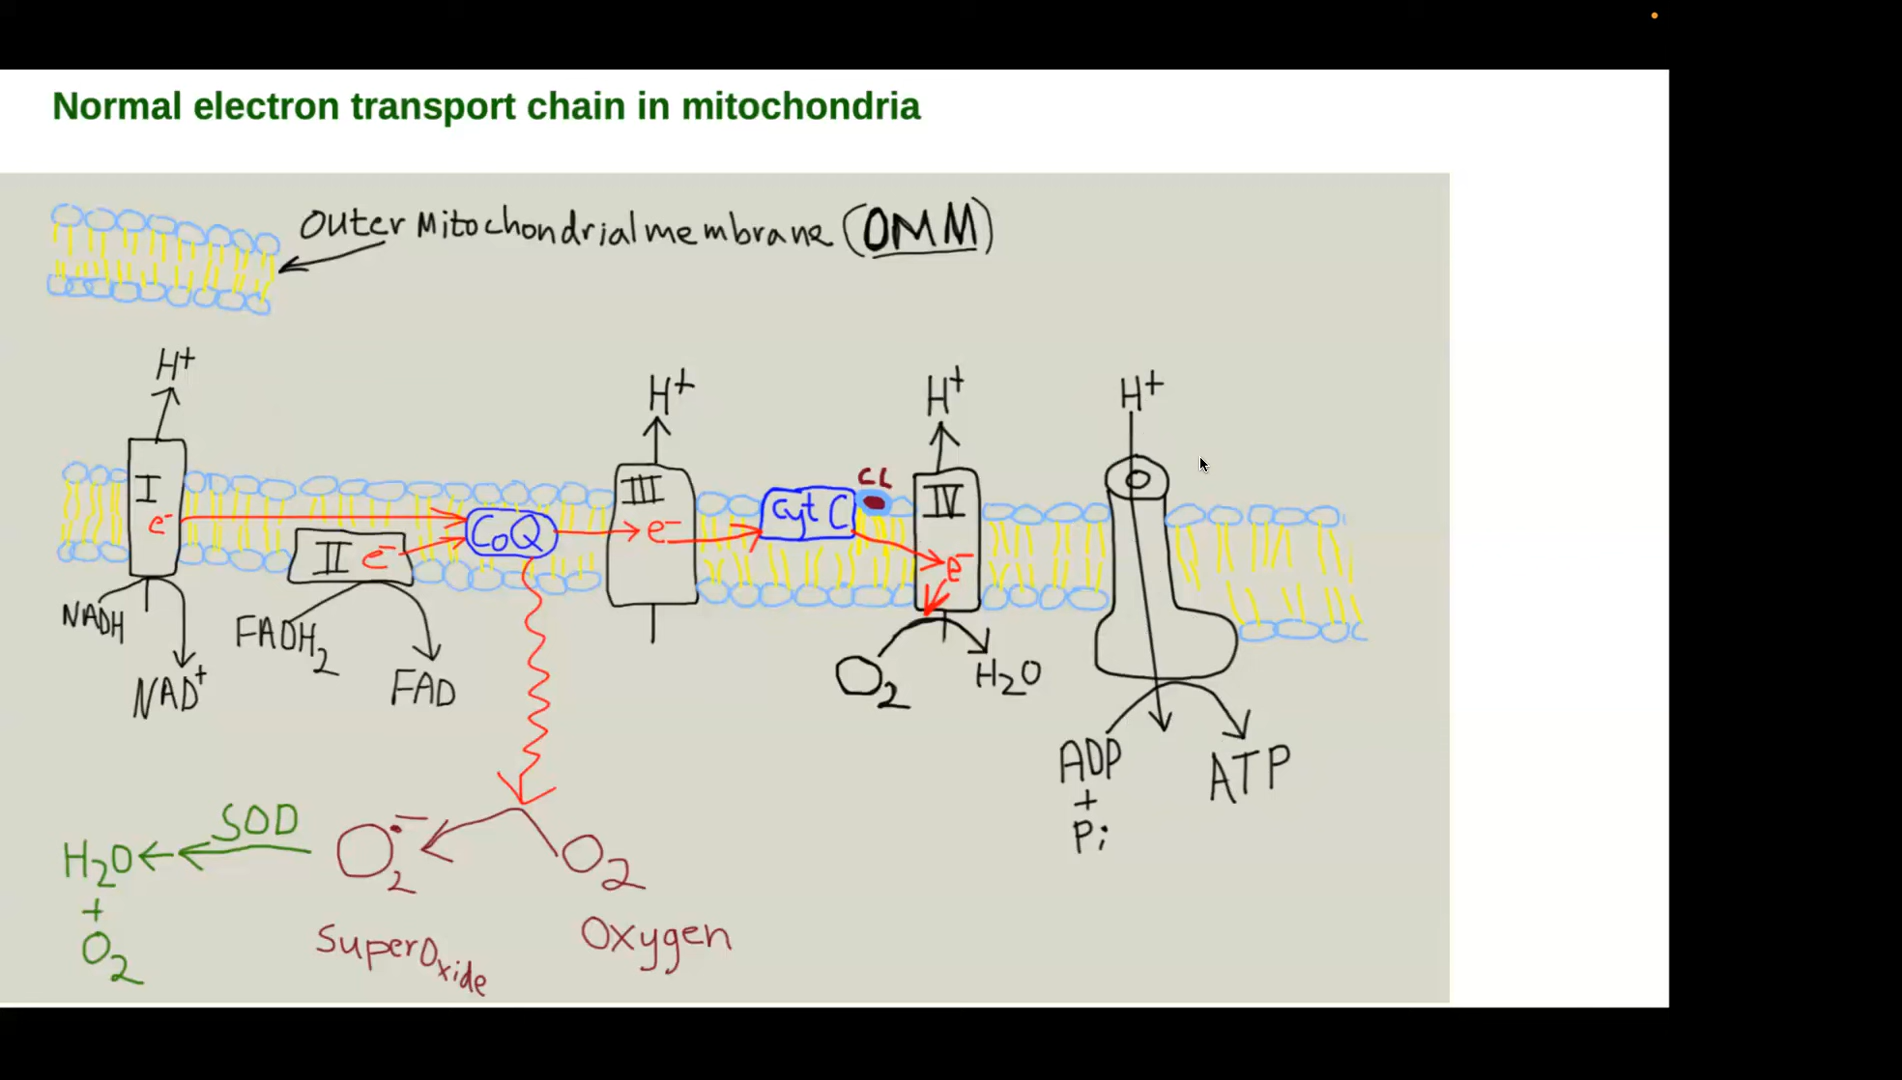 Normal electron transport chain in mitochondria
Outer Mitochondrial membrane (OMM)
H+
H+
H+
H+
I
e-
II
e-
CoQ
III
e-
Cyt C
CL
IV
e-
NADH
NAD+
FADH2
FAD
O2
H2O
ADP
+
Pi
ATP
SOD
H2O
+
O2
O2•-
SuperOxide
O2
Oxygen